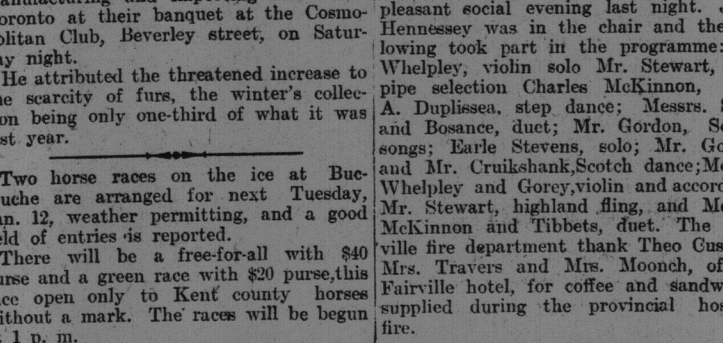 toronto at their banquet at the Cosmo-
olitan Club, Beverley street, on Satur-
ay night.
He attributed the threatened increase to
he scarcity of furs, the winter's collec-
on being only one-third of what it was
st year.
Two horse races on the ice at Buc-
uche are arranged for next Tuesday,
an. 12, weather permitting, and a good
eld of entries is reported.
There will be a free-for-all with $40
urse and a green race with $20 purse,this
ce open only to Kent county horses
ithout a mark. The races will be begun
1 p. m.
pleasant social evening last night.
Hennessey was in the chair and the
lowing took part in the programme:
Whelpley, violin solo Mr. Stewart,
pipe selection Charles McKinnon,
A. Duplissea, step dance; Messrs.
and Bosance, duet; Mr. Gordon, Sc
songs; Earle Stevens, solo; Mr. Go
and Mr. Cruikshank,Scotch dance;Me
Whelpley and Gorey,violin and accor
Mr. Stewart, highland fling, and Me
McKinnon and Tibbets, duet. The
ville fire department thank Theo Cus
Mrs. Travers and Mrs. Moonch, of
Fairville hotel, for coffee and sandw
supplied during the provincial hos
fire.